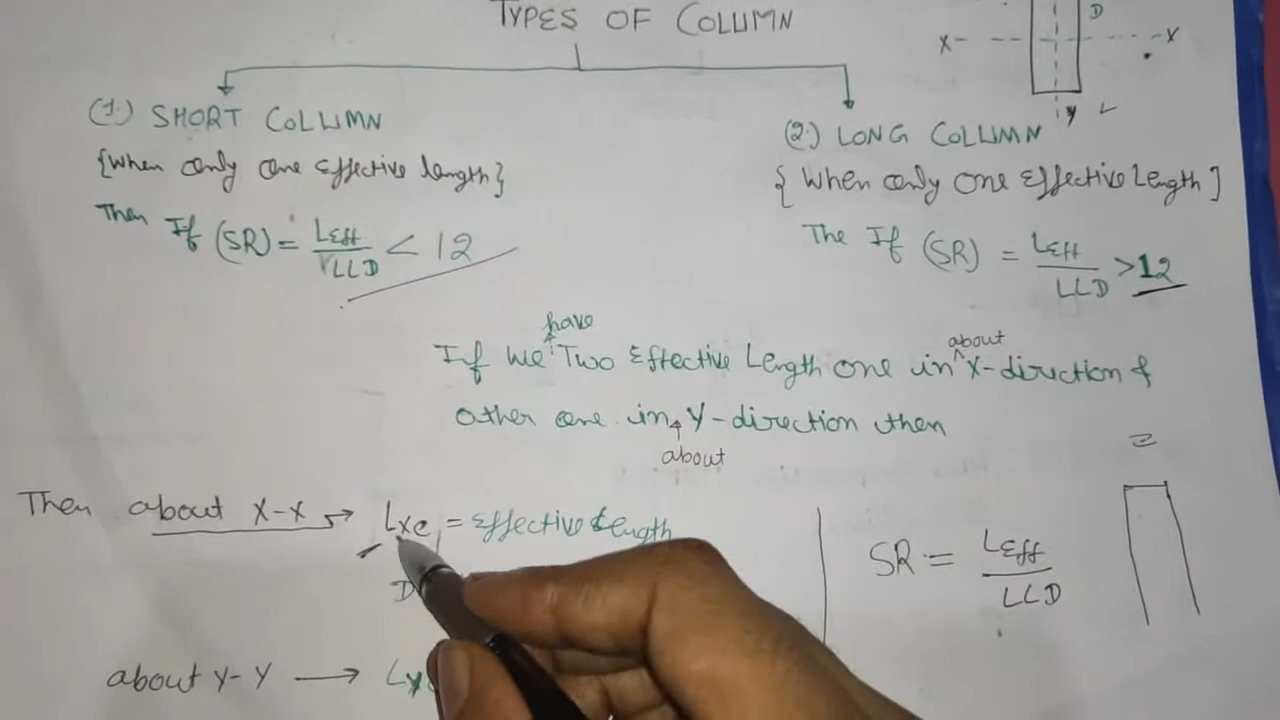 TYPES OF COLUMN
D
X
X
y
(1.) SHORT COLUMN
{When only one Effective length}
Then If (SR) = LEff / LLD < 12
(2.) LONG COLUMN
{ When only One Effective Length ]
The If (SR) = LEff / LLD > 12
have
If we Two Effective Length one in X-direction &
about
other one in Y-direction then
about
Then about X-X → Lxe = Effective Length
D
about Y-Y → Ly
SR = LEff / LLD